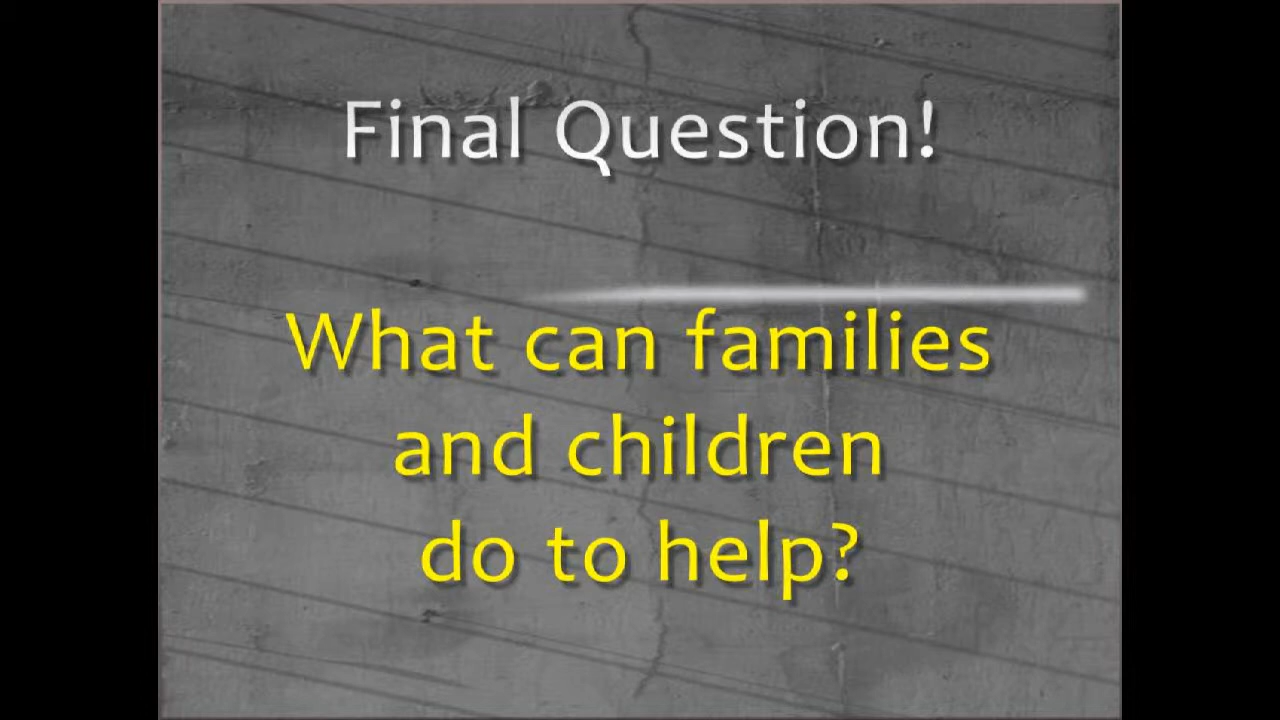 Final Question!
What can families
and children
do to help?